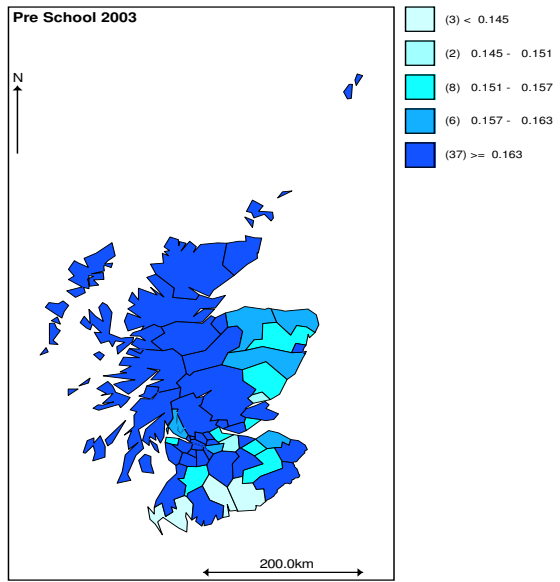 Pre School 2003
N
200.0km
(3) < 0.145
(2) 0.145 - 0.151
(8) 0.151 - 0.157
(6) 0.157 - 0.163
(37) >= 0.163